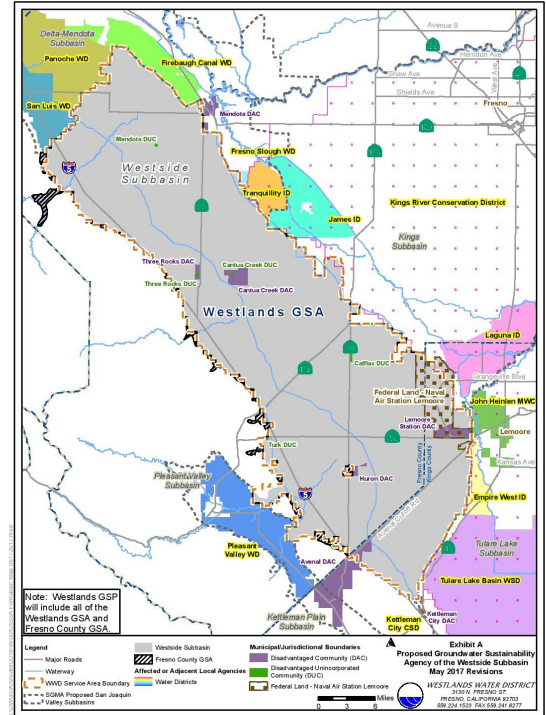 Delta-Mendota
Subbasin
Panoche WD
Firebaugh Canal WD
San Luis WD
Avenue 9
Herndon Ave
West Ave
Shaw Ave
Shields Ave
Fresno
Mendota DAC
Mendota DUC
Westside
Subbasin
Fresno Slough WD
Tranquillity ID
James ID
Kings River Conservation District
Kings
Subbasin
5
Three Rocks DAC
Three Rocks DUC
Cantua Creek DUC
Cantua Creek DAC
Westlands GSA
Calflax DUC
Laguna ID
Grangeville Blvd
Federal Land - Naval
Air Station Lemoore
John Heinlen MWC
Lemoore
Station DAC
Lemoore
Kansas Ave
Fresno County
Kings County
Turk DUC
Huron DAC
Pleasant Valley
Subbasin
5
Empire West ID
Avenal Cutoff Rd
Pleasant
Valley WD
Avenal DAC
Tulare Lake
Subbasin
Tulare Lake Basin WSD
Kettleman
City DAC
Kettleman
City CSD
Kettleman Plain
Subbasin
Note: Westlands GSP
will include all of the
Westlands GSA and
Fresno County GSA.
Legend
Major Roads
Waterway
WWD Service Area Boundary
SGMA Proposed San Joaquin
Valley Subbasins
Westside Subbasin
Fresno County GSA
Affected or Adjacent Local Agencies
Water Districts
Municipal/Jurisdictional Boundaries
Disadvantaged Community (DAC)
Disadvantaged Unincorporated
Community (DUC)
Federal Land - Naval Air Station Lemoore
0 3 6
Miles
Exhibit A
Proposed Groundwater Sustainability
Agency of the Westside Subbasin
May 2017 Revisions
WESTLANDS WATER DISTRICT
3130 N. FRESNO ST.
FRESNO, CALIFORNIA 93703
559.224.1523 FAX 559.241.6277